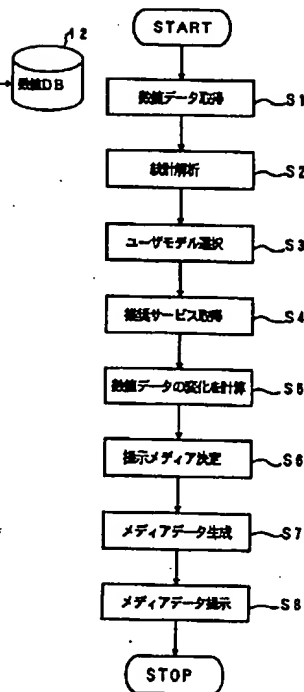 START
12
数値DB
数値データ取得
S1
統計解析
S2
ユーザモデル選択
S3
推奨サービス取得
S4
数値データの変化を計算
S5
提示メディア決定
S6
メディアデータ生成
S7
メディアデータ提示
S8
STOP